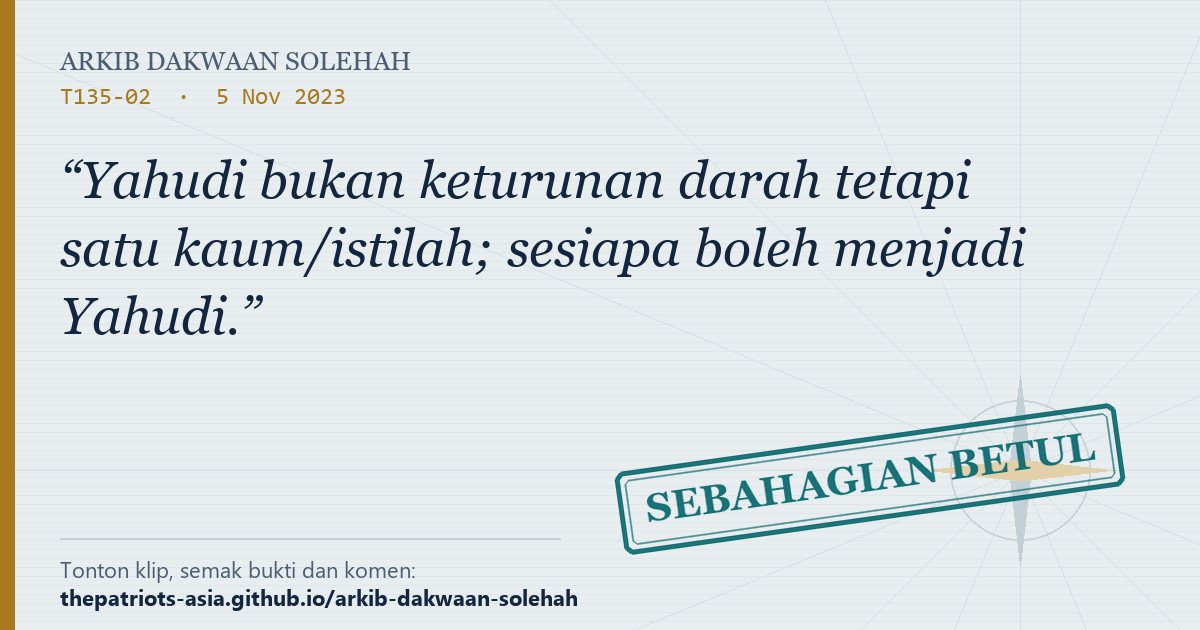 ARKIB DAKWAAN SOLEHAH
T135-02 · 5 Nov 2023
“Yahudi bukan keturunan darah tetapi
satu kaum/istilah; sesiapa boleh menjadi
Yahudi.”
SEBAHAGIAN BETUL
Tonton klip, semak bukti dan komen:
thepatriots-asia.github.io/arkib-dakwaan-solehah